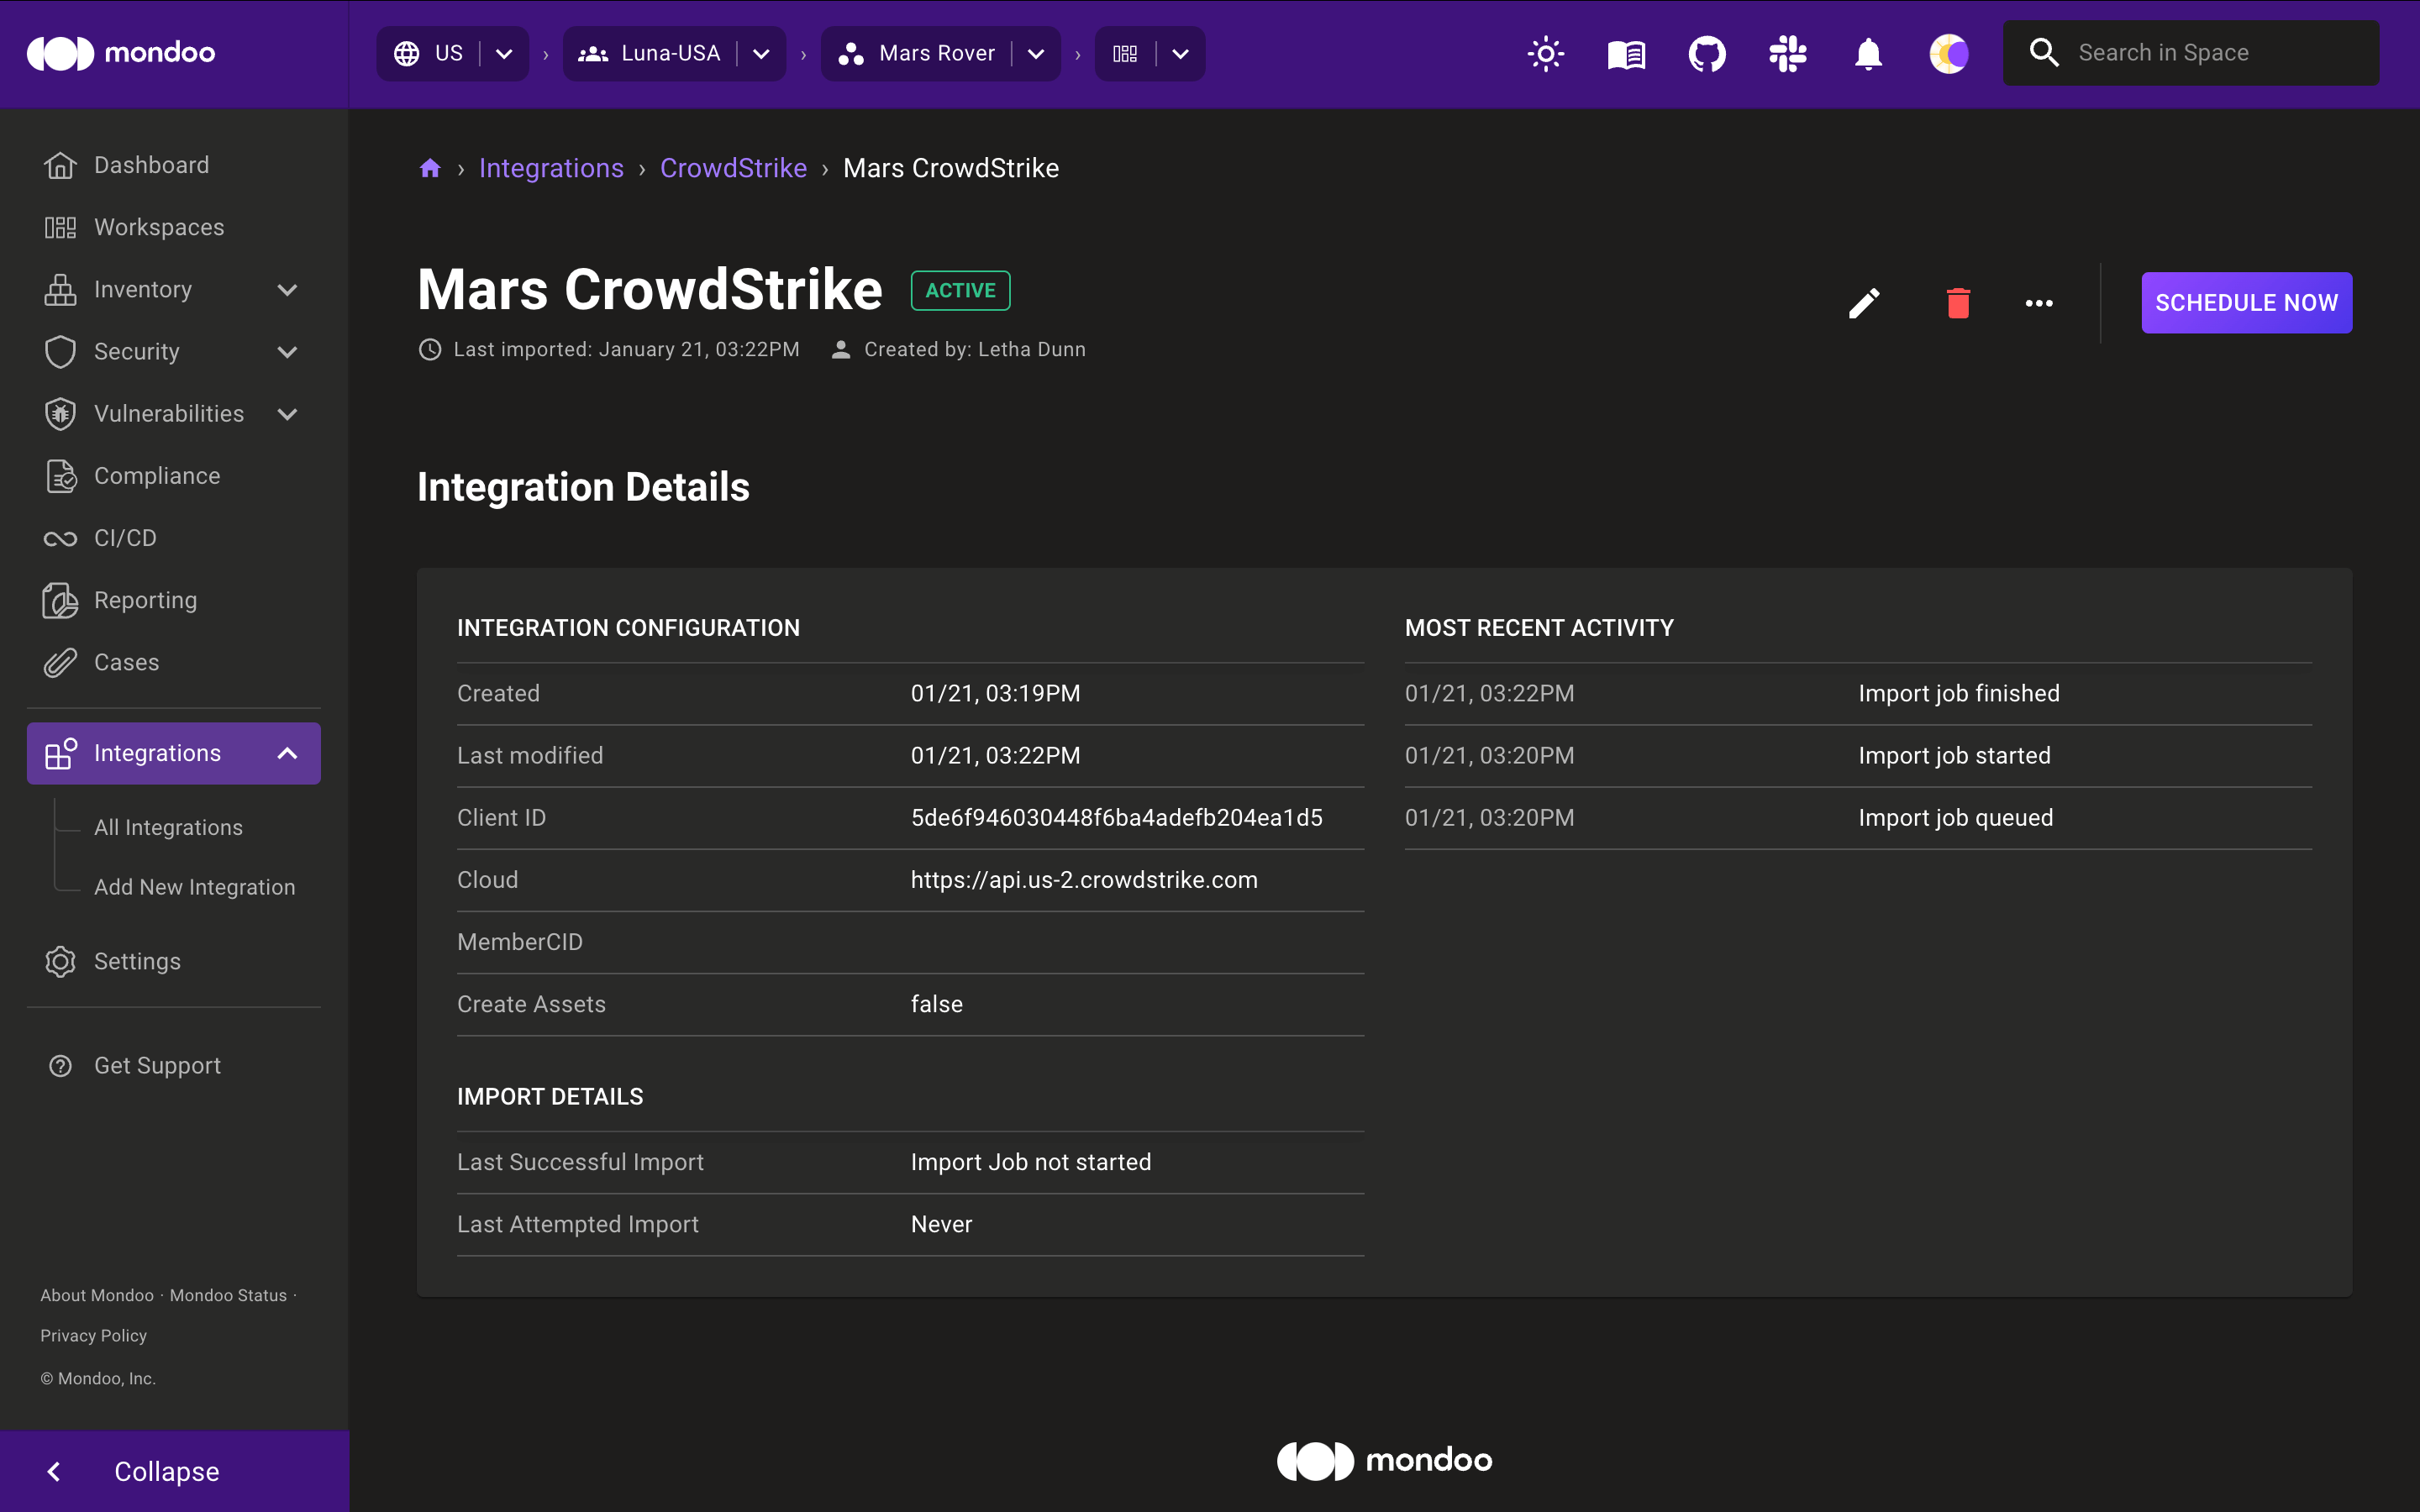 mondoo
US
Luna-USA
Mars Rover
Search in Space
Dashboard
Workspaces
Inventory
Security
Vulnerabilities
Compliance
CI/CD
Reporting
Cases
Integrations
All Integrations
Add New Integration
Settings
Get Support
About Mondoo · Mondoo Status ·
Privacy Policy
© Mondoo, Inc.
Collapse
› Integrations › CrowdStrike › Mars CrowdStrike
Mars CrowdStrike ACTIVE
Last imported: January 21, 03:22PM Created by: Letha Dunn
SCHEDULE NOW
Integration Details
INTEGRATION CONFIGURATION
Created 01/21, 03:19PM
Last modified 01/21, 03:22PM
Client ID 5de6f946030448f6ba4adefb204ea1d5
Cloud https://api.us-2.crowdstrike.com
MemberCID
Create Assets false
IMPORT DETAILS
Last Successful Import Import Job not started
Last Attempted Import Never
MOST RECENT ACTIVITY
01/21, 03:22PM Import job finished
01/21, 03:20PM Import job started
01/21, 03:20PM Import job queued
mondoo